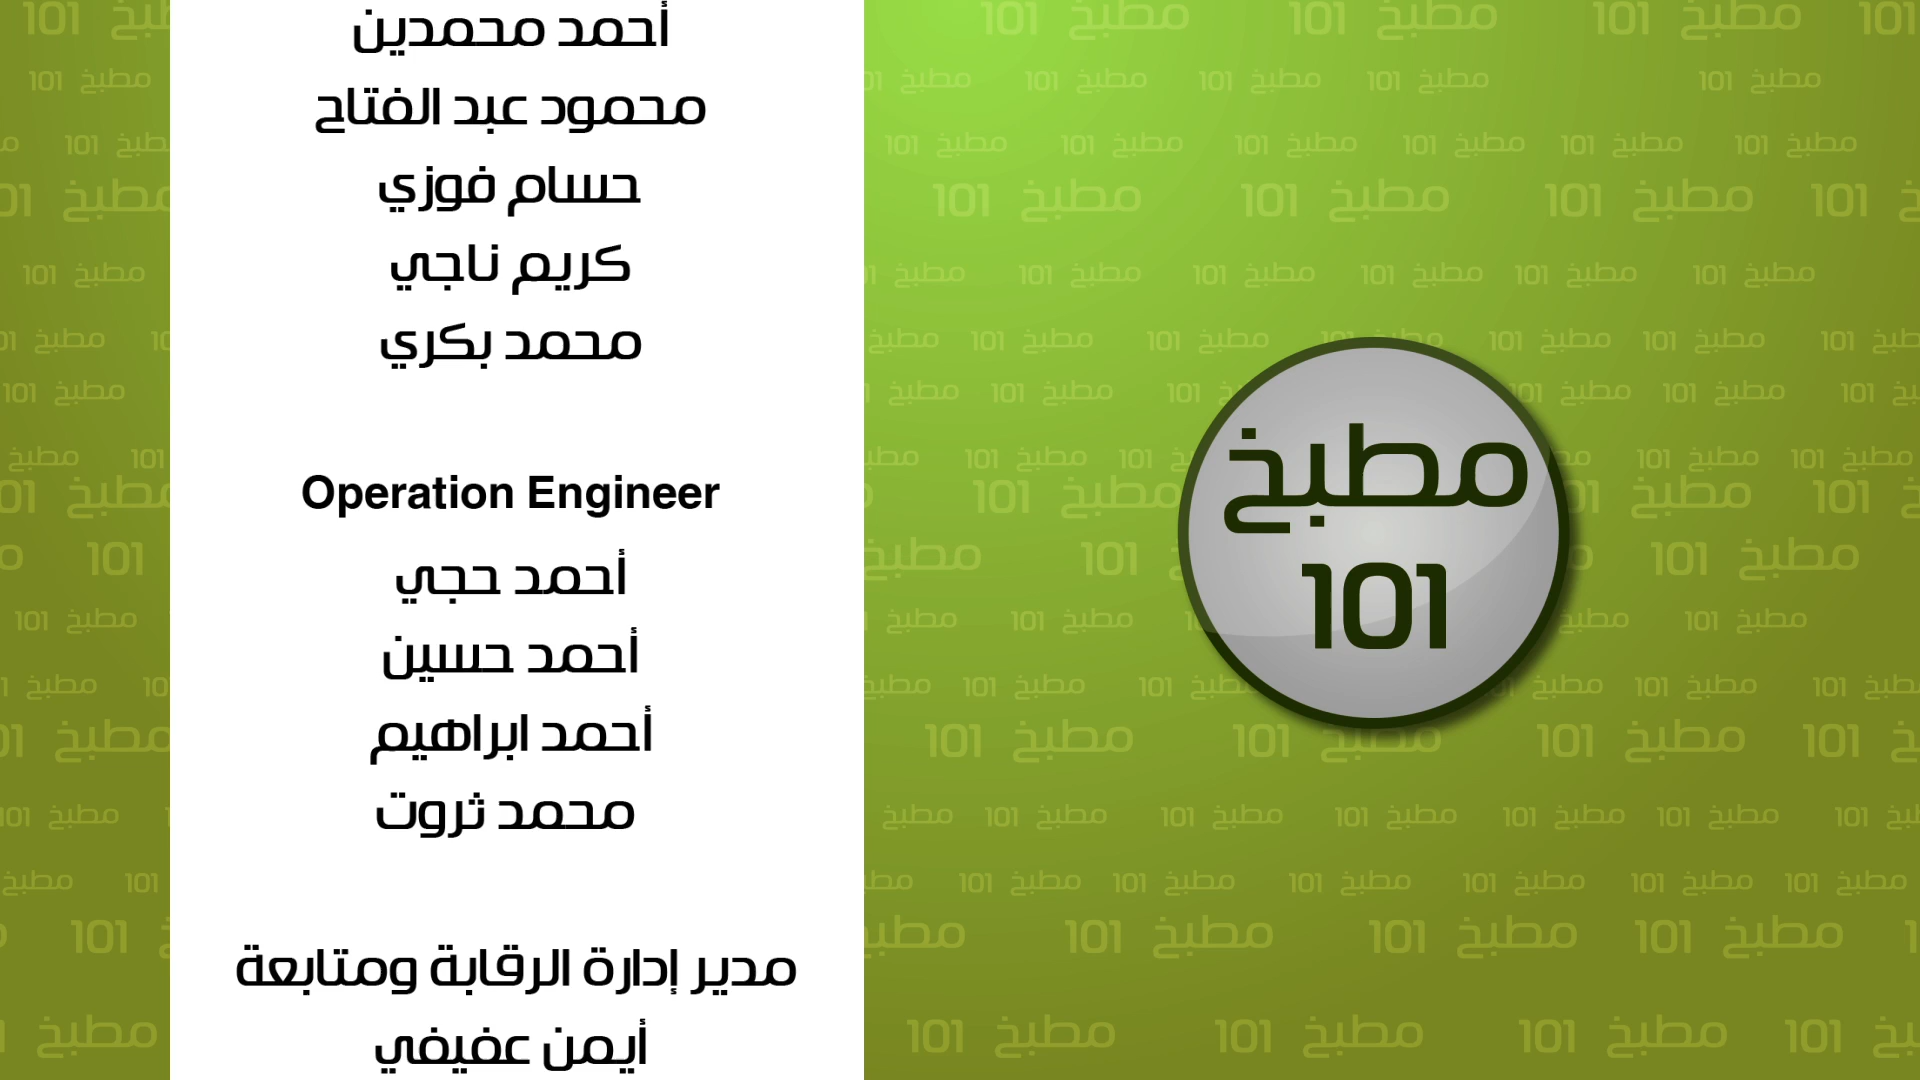 أحمد محمدين
محمود عبد الفتاح
حسام فوزي
كريم ناجي
محمد بكري
Operation Engineer
أحمد حجي
أحمد حسين
أحمد ابراهيم
محمد ثروت
مدير إدارة الرقابة ومتابعة
أيمن عفيفي
مطبخ
101